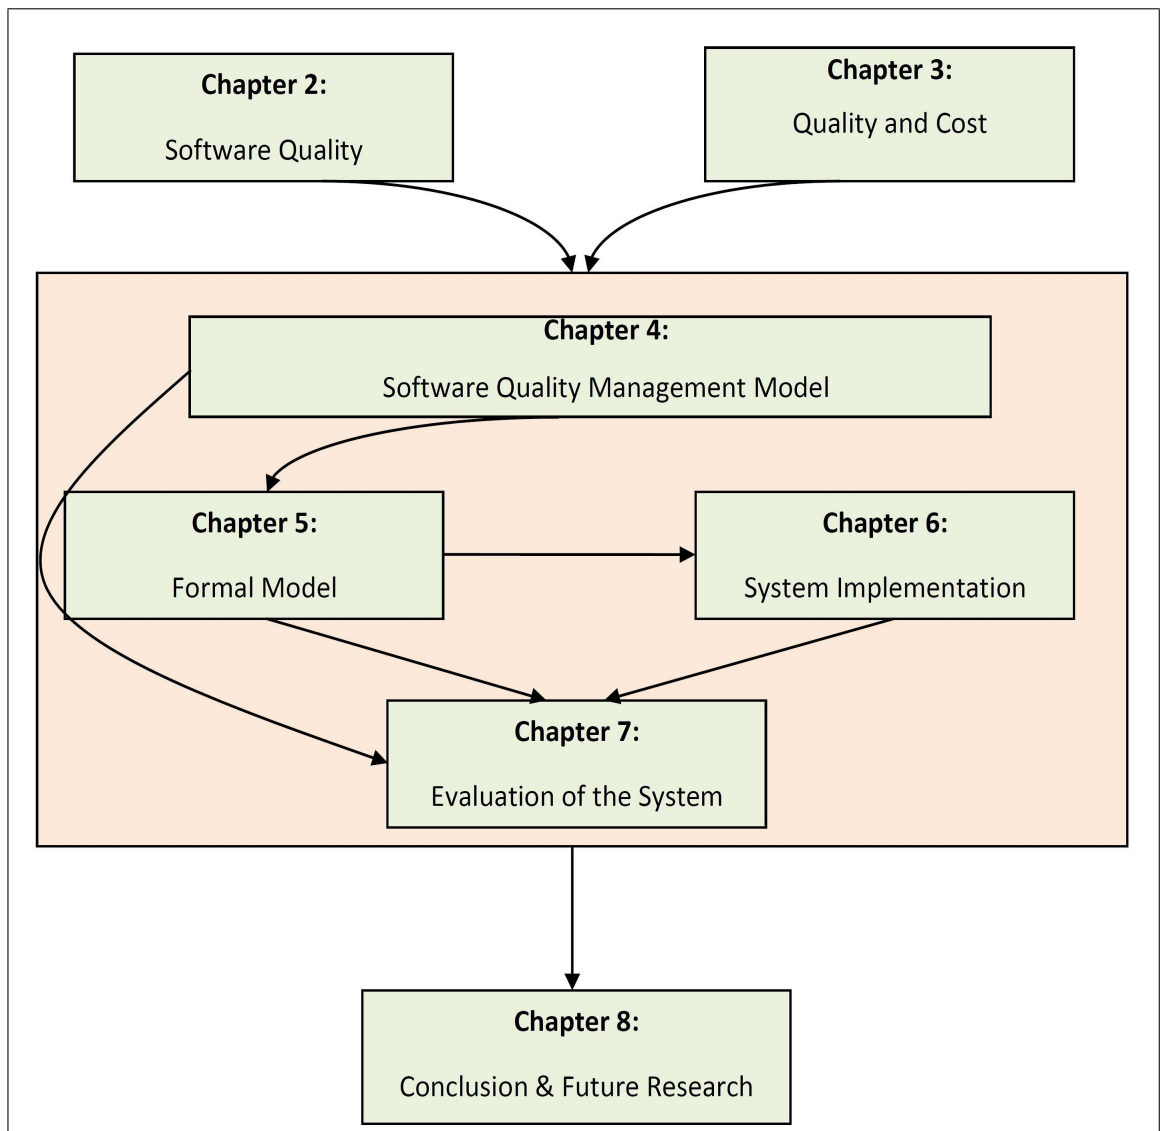 Chapter 2:
Software Quality
Chapter 3:
Quality and Cost
Chapter 4:
Software Quality Management Model
Chapter 5:
Formal Model
Chapter 6:
System Implementation
Chapter 7:
Evaluation of the System
Chapter 8:
Conclusion & Future Research